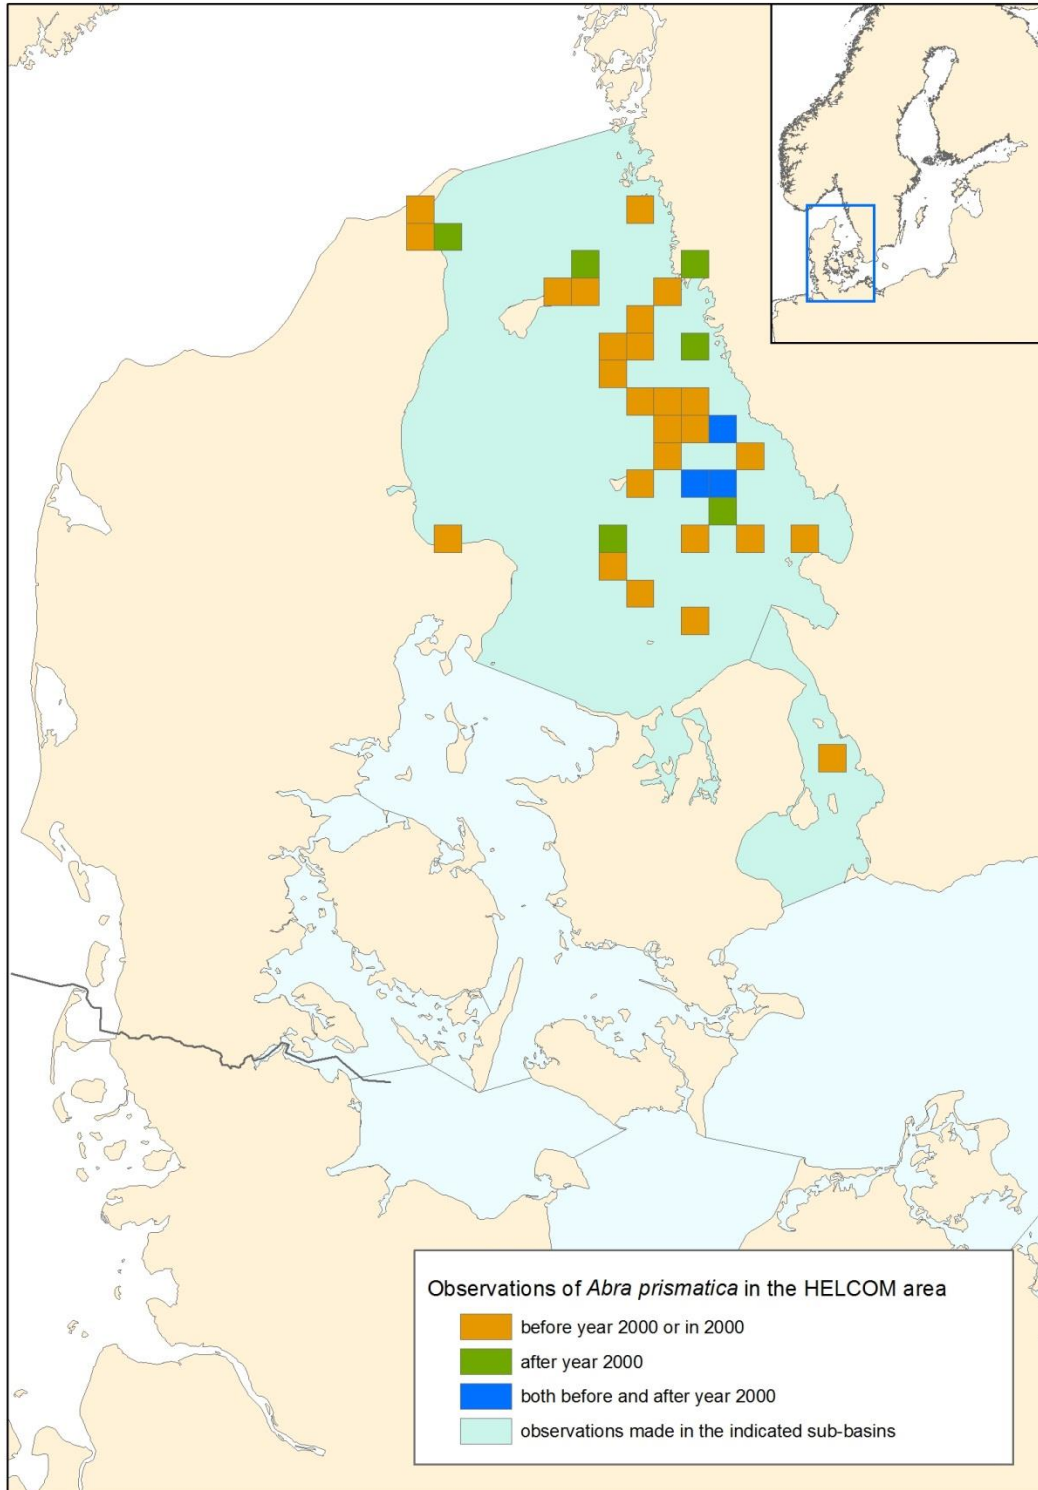 Observations of Abra prismatica in the HELCOM area
before year 2000 or in 2000
after year 2000
both before and after year 2000
observations made in the indicated sub-basins